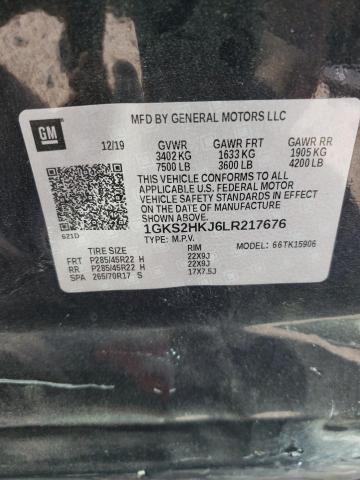 MFD BY GENERAL MOTORS LLC
GM
12/19 GVWR GAWR FRT GAWR RR
3402 KG 1633 KG 1905 KG
7500 LB 3600 LB 4200 LB
THIS VEHICLE CONFORMS TO ALL APPLICABLE
U.S. FEDERAL MOTOR
VEHICLE SAFETY STANDARDS IN EFFECT
ON THE DATE OF MANUFACTURE SHOWN ABOVE.
621D
1GKS2HKJ6LR217676
TYPE: M.P.V. MODEL: 66TK15906
TIRE SIZE RIM
FRT P285/45R22 H 22X9J
RR P285/45R22 H 22X9J
SPA 265/70R17 S 17X7.5J